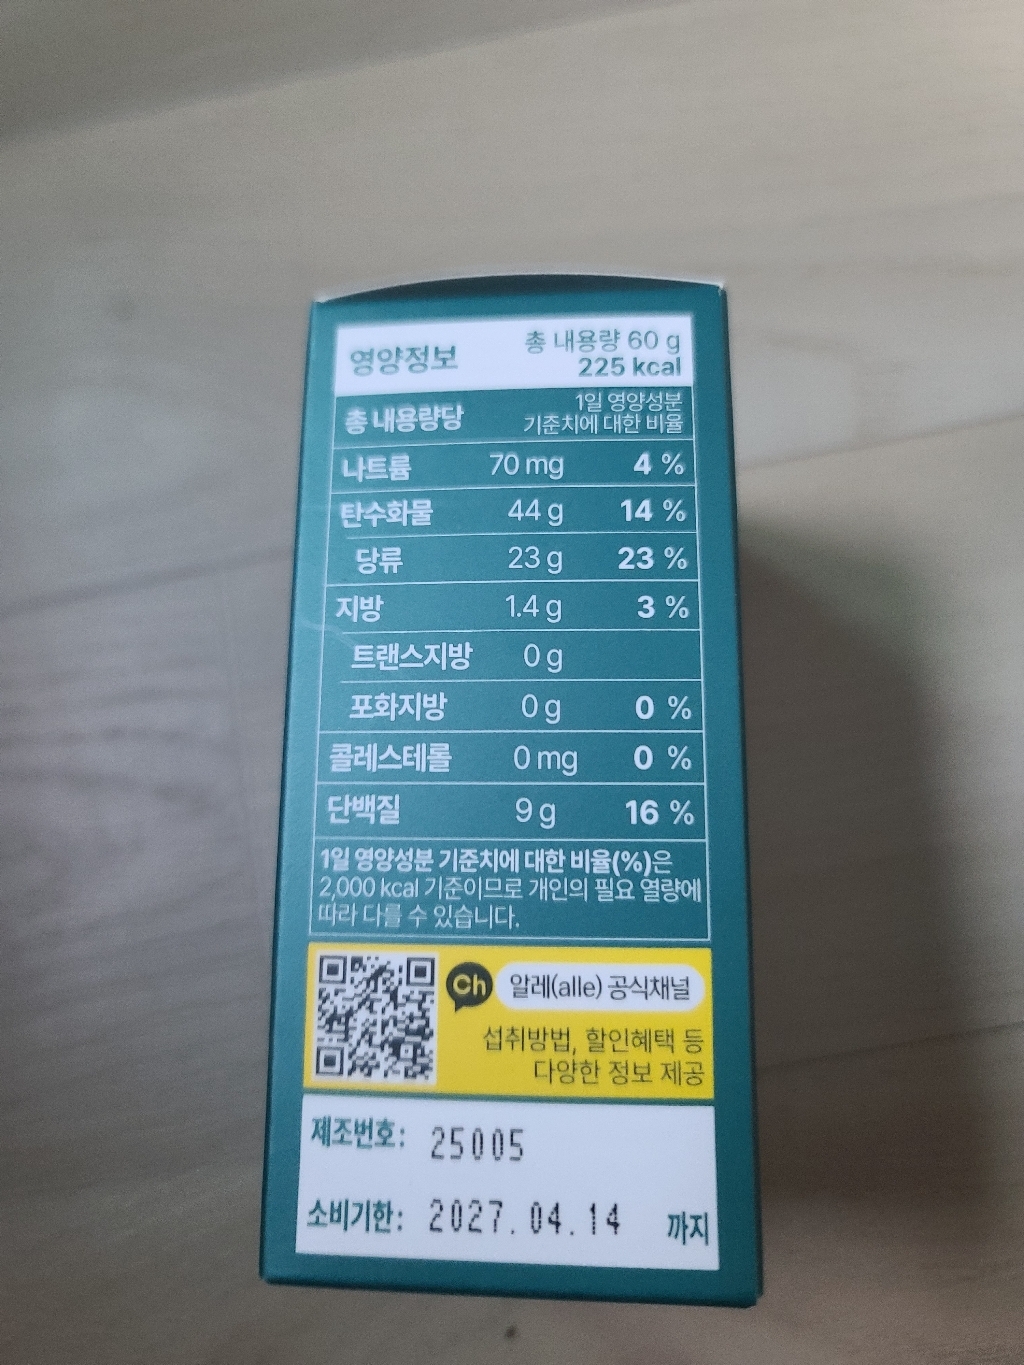 영양정보
총 내용량 60 g
225 kcal
총 내용량당
1일 영양성분
기준치에 대한 비율
나트륨 70 mg 4 %
탄수화물 44 g 14 %
당류 23 g 23 %
지방 1.4 g 3 %
트랜스지방 0 g
포화지방 0 g 0 %
콜레스테롤 0 mg 0 %
단백질 9 g 16 %
1일 영양성분 기준치에 대한 비율(%)은
2,000 kcal 기준이므로 개인의 필요 열량에
따라 다를 수 있습니다.
Ch 알레(alle) 공식채널
섭취방법, 할인혜택 등
다양한 정보 제공
제조번호: 25005
소비기한: 2027.04.14 까지